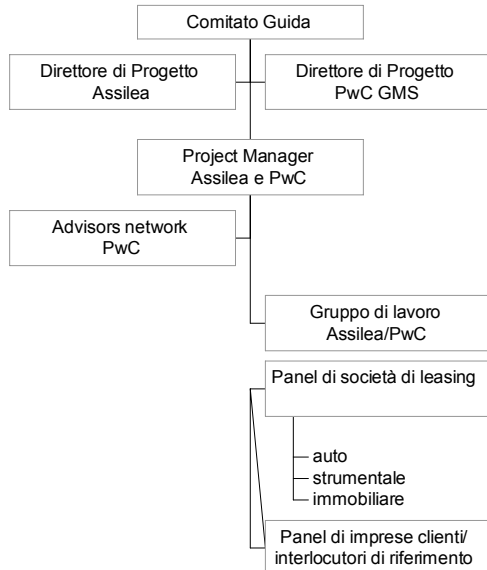 Comitato Guida
Direttore di Progetto
Assilea
Direttore di Progetto
PwC GMS
Project Manager
Assilea e PwC
Advisors network
PwC
Gruppo di lavoro
Assilea/PwC
Panel di società di leasing
auto
strumentale
immobiliare
Panel di imprese clienti/
interlocutori di riferimento